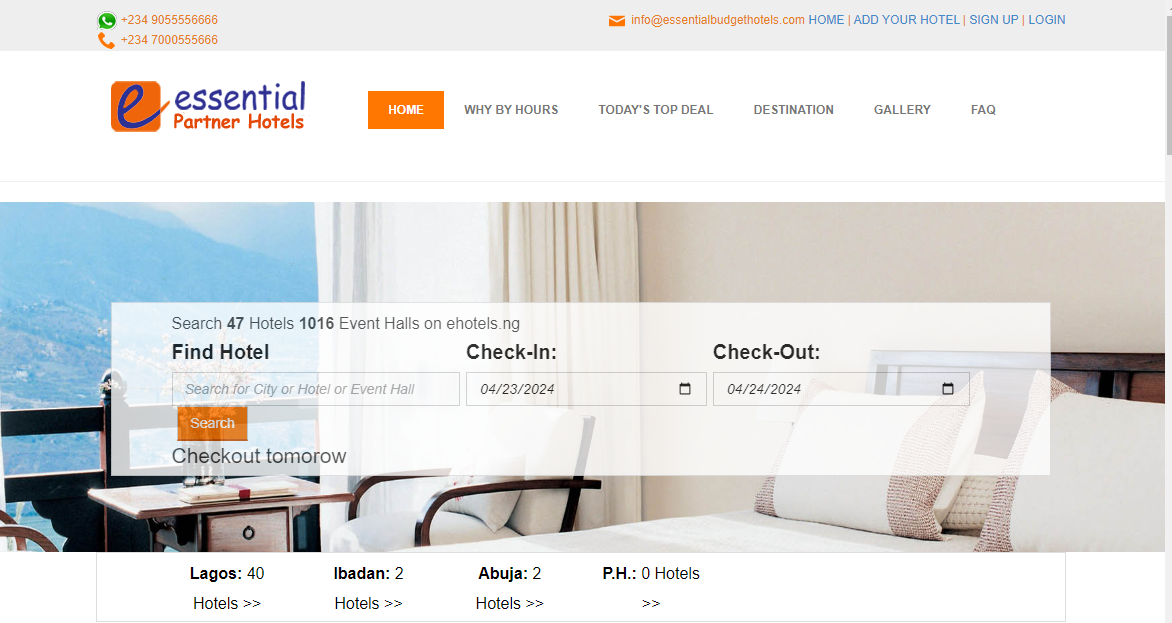 +234 9055556666
info@essentialbudgethotels.com HOME | ADD YOUR HOTEL | SIGN UP | LOGIN
+234 7000555666
e essential
Partner Hotels
HOME WHY BY HOURS TODAY'S TOP DEAL DESTINATION GALLERY FAQ
Search 47 Hotels 1016 Event Halls on ehotels.ng
Find Hotel Check-In: Check-Out:
Search for City or Hotel or Event Hall 04/23/2024 04/24/2024
Search
Checkout tomorow
Lagos: 40 Ibadan: 2 Abuja: 2 P.H.: 0 Hotels
Hotels >> Hotels >> Hotels >> >>